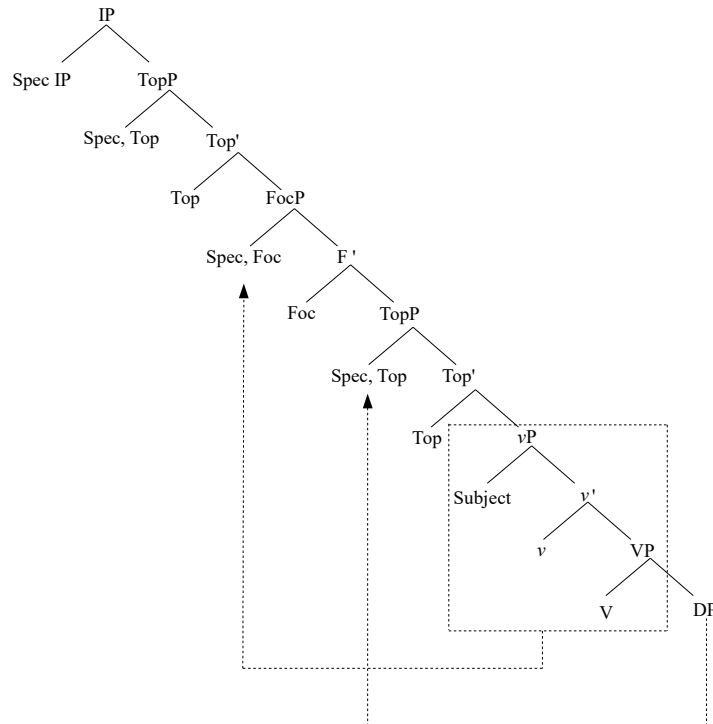 IP
Spec IP TopP
Spec, Top Top'
Top FocP
Spec, Foc F '
Foc TopP
Spec, Top Top'
Top vP
Subject v'
v VP
V